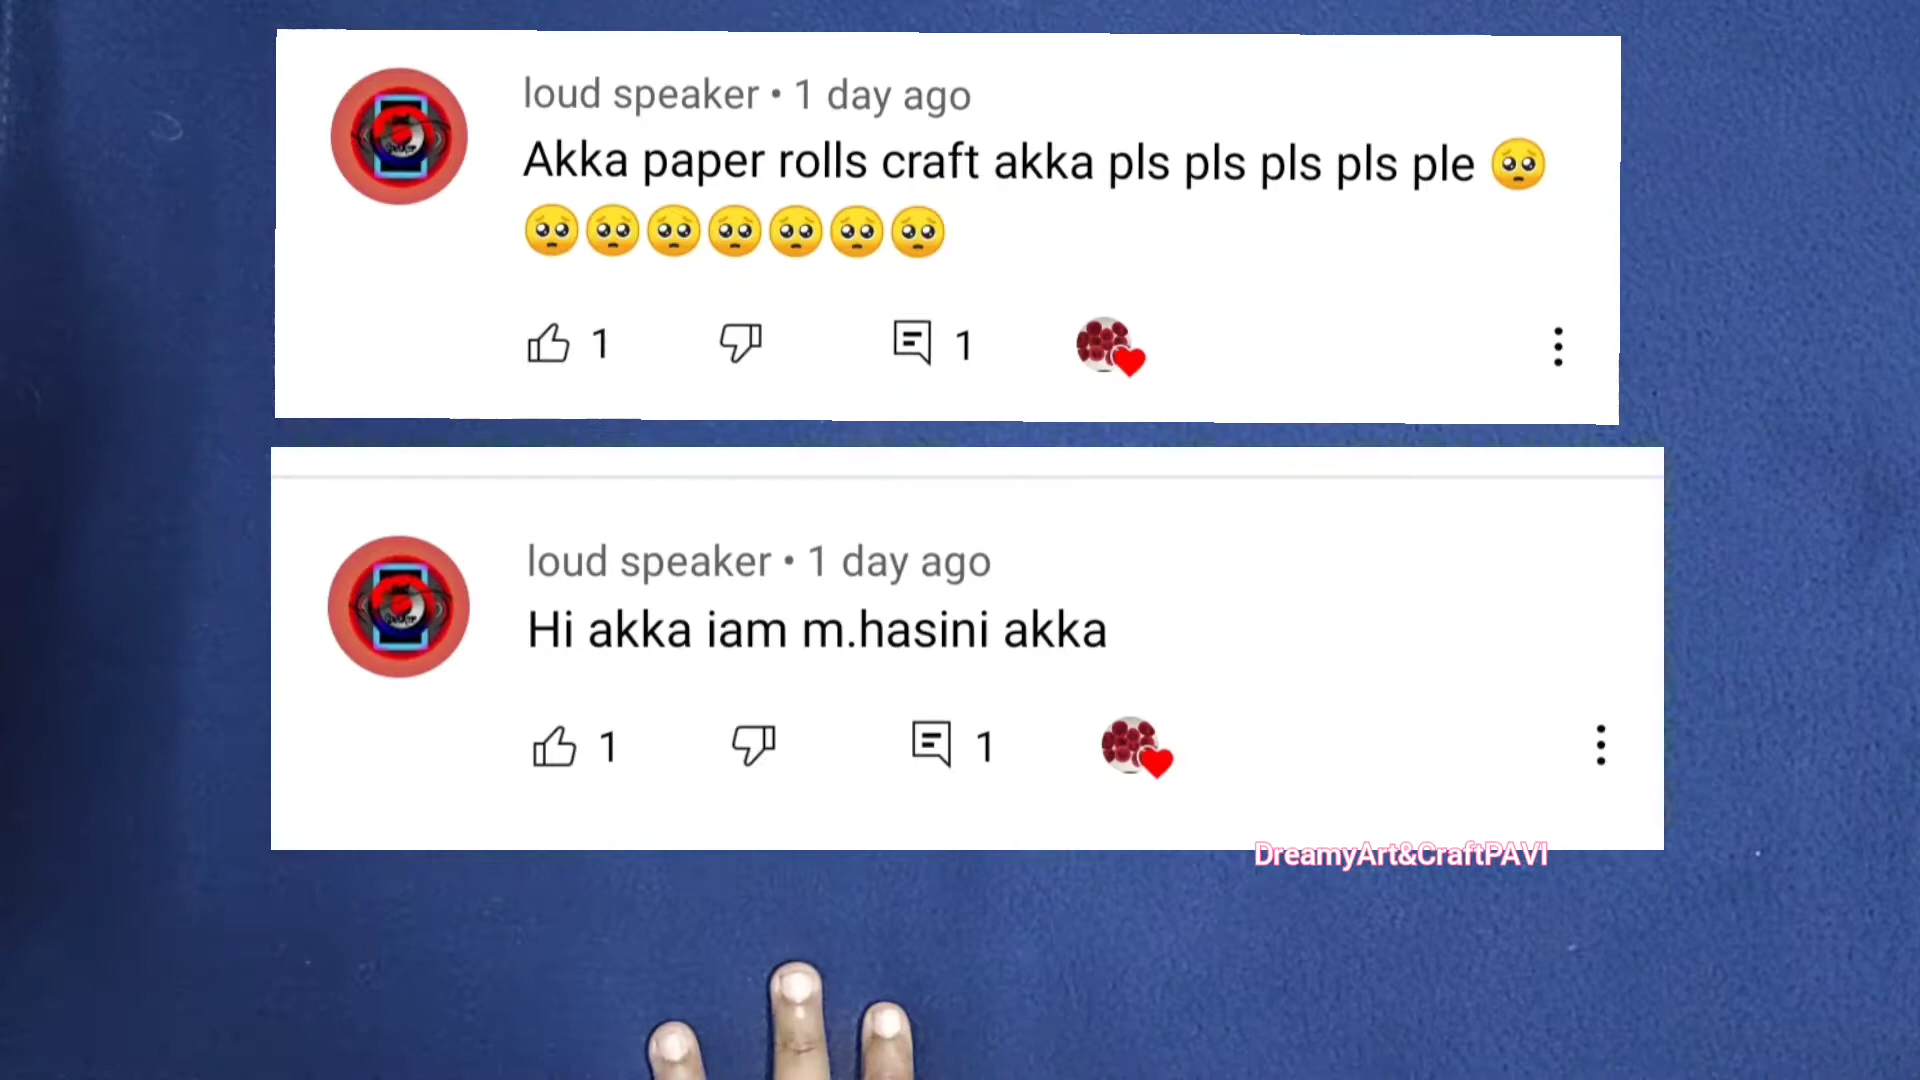 loud speaker • 1 day ago
Akka paper rolls craft akka pls pls pls pls ple 🥺
🥺🥺🥺🥺🥺🥺🥺
1
1
loud speaker • 1 day ago
Hi akka iam m.hasini akka
1
1
DreamyArt&CraftPAVI